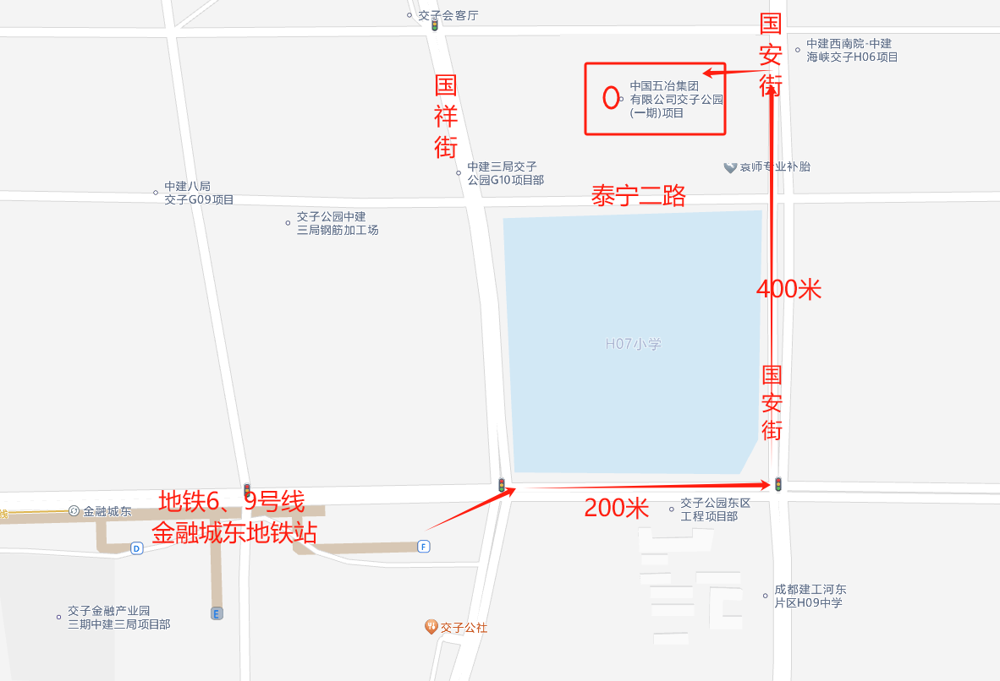 交子会客厅
国安街
中建西南院-中建
海峡交子H06项目
国祥街
中国五冶集团
有限公司交子公园
(一期)项目
中建三局交子
公园G10项目部
袁师专业补胎
中建八局
交子G09项目
泰宁二路
交子公园中建
三局钢筋加工场
400米
H07小学
国安街
地铁6、9号线
金融城东地铁站
线
金融城东
200米
交子公园东区
工程项目部
D
F
E
成都建工河东
片区H09中学
交子金融产业园
三期中建三局项目部
交子公社